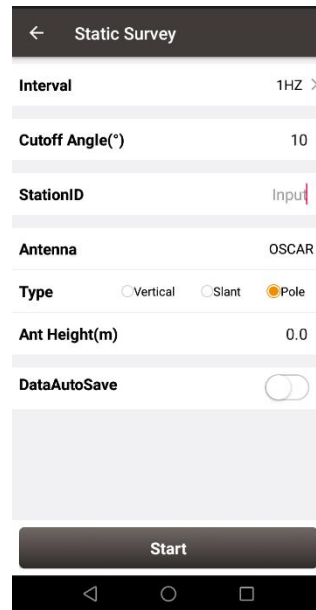 Static Survey
Interval 1HZ
Cutoff Angle(°) 10
StationID Input
Antenna OSCAR
Type Vertical Slant Pole
Ant Height(m) 0.0
DataAutoSave
Start